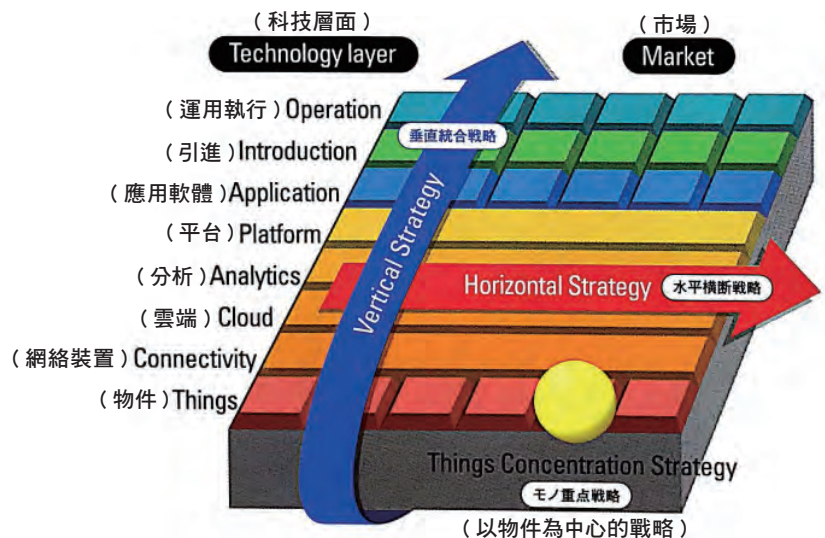 （科技層面）
Technology layer
（市場）
Market
（運用執行）Operation
垂直統合戦略
（引進）Introduction
（應用軟體）Application
（平台）Platform
Vertical Strategy
（分析）Analytics
Horizontal Strategy 水平横断戦略
（雲端）Cloud
（網絡裝置）Connectivity
（物件）Things
Things Concentration Strategy
モノ重点戦略
（以物件為中心的戰略）